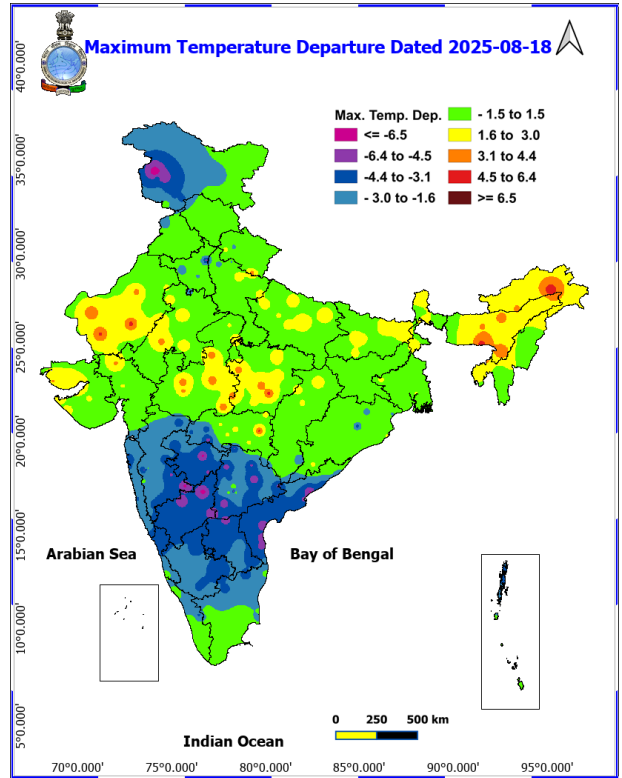 Maximum Temperature Departure Dated 2025-08-18
Max. Temp. Dep.
<= -6.5
-6.4 to -4.5
-4.4 to -3.1
- 3.0 to -1.6
- 1.5 to 1.5
1.6 to 3.0
3.1 to 4.4
4.5 to 6.4
>= 6.5
40°0.000'
35°0.000'
30°0.000'
25°0.000'
20°0.000'
15°0.000'
10°0.000'
5°0.000'
Arabian Sea
Bay of Bengal
Indian Ocean
0 250 500 km
70°0.000' 75°0.000' 80°0.000' 85°0.000' 90°0.000' 95°0.000'